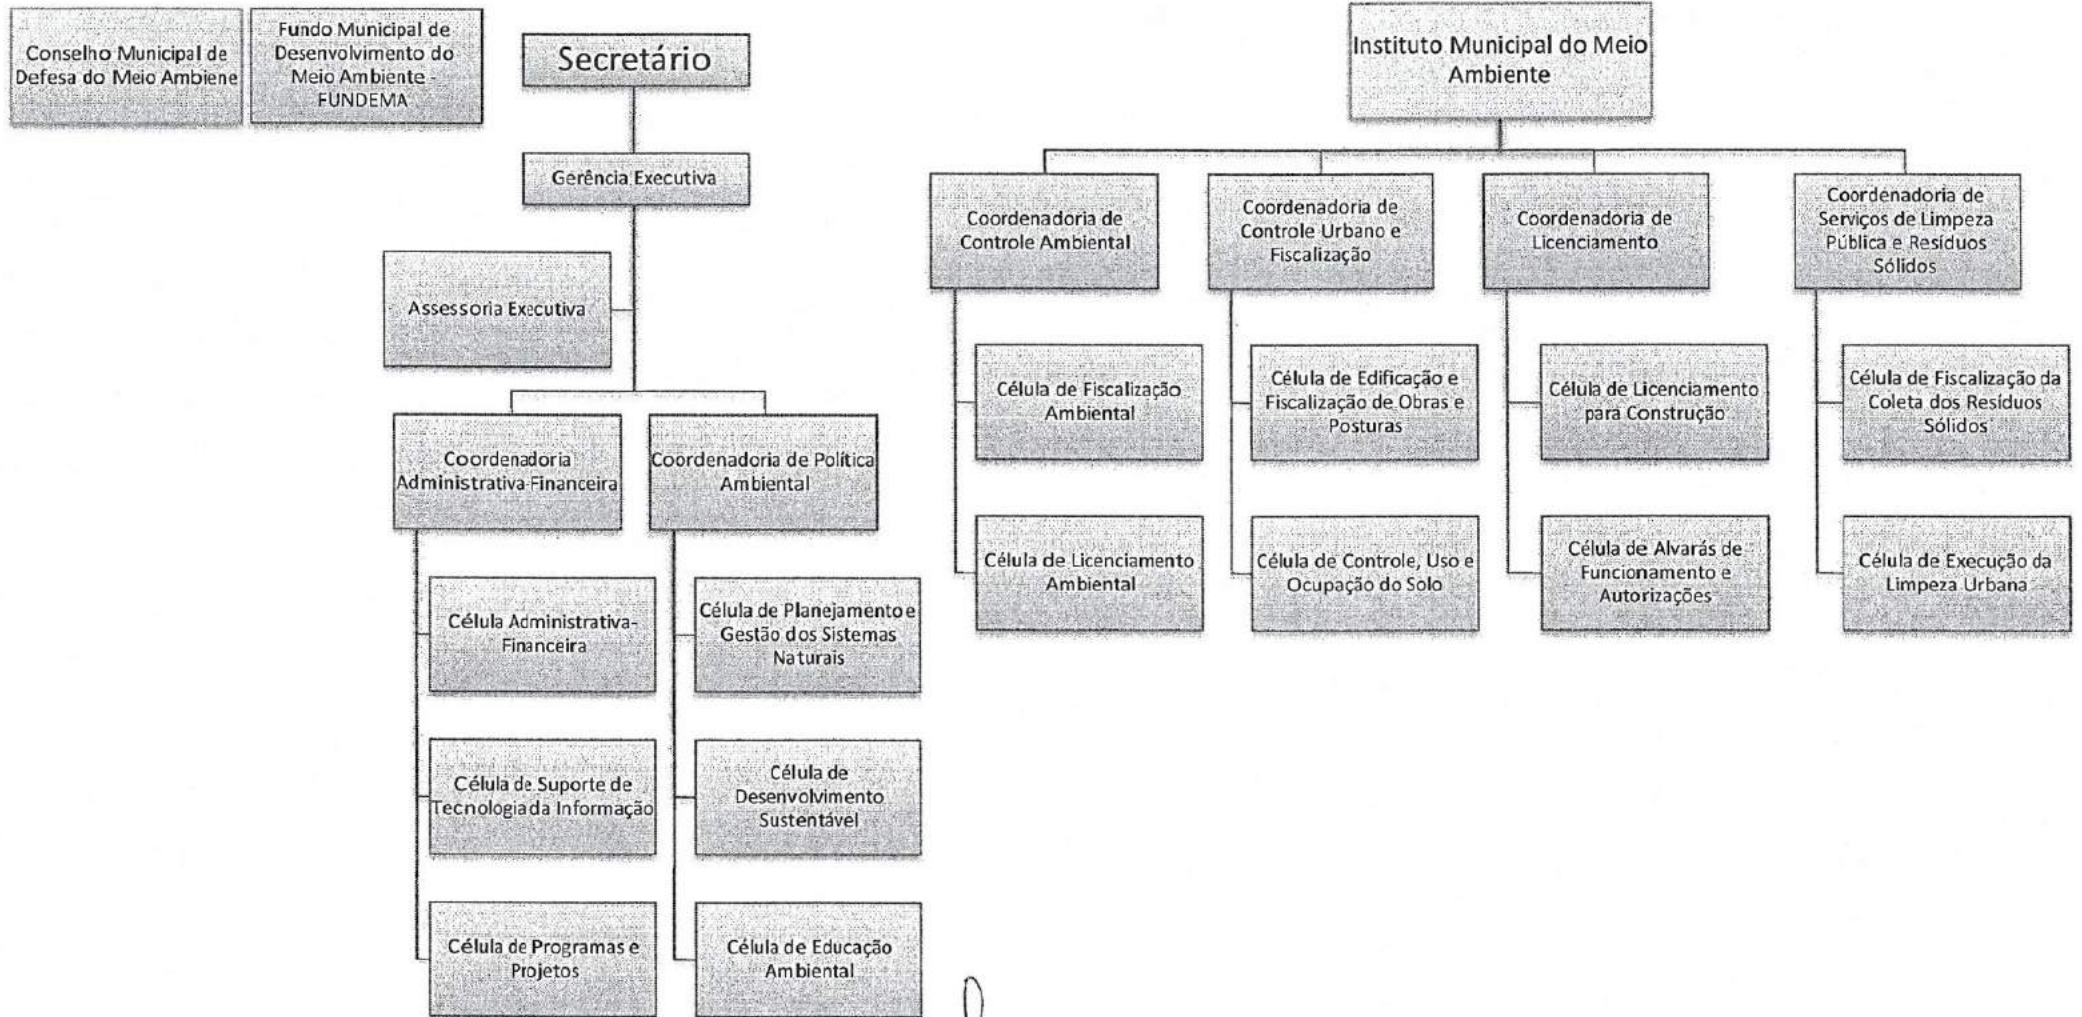 Conselho Municipal de
Defesa do Meio Ambiene
Fundo Municipal de
Desenvolvimento do
Meio Ambiente -
FUNDEMA
Secretário
Gerência Executiva
Assessoria Executiva
Coordenadoria
Administrativa-Financeira
Coordenadoria de Política
Ambiental
Célula Administrativa-
Financeira
Célula de Suporte de
Tecnologia da Informação
Célula de Programas e
Projetos
Célula de Planejamento e
Gestão dos Sistemas
Naturais
Célula de
Desenvolvimento
Sustentável
Célula de Educação
Ambiental
Instituto Municipal do Meio
Ambiente
Coordenadoria de
Controle Ambiental
Célula de Fiscalização
Ambiental
Célula de Licenciamento
Ambiental
Coordenadoria de
Controle Urbano e
Fiscalização
Célula de Edificação e
Fiscalização de Obras e
Posturas
Célula de Controle, Uso e
Ocupação do Solo
Coordenadoria de
Licenciamento
Célula de Licenciamento
para Construção
Célula de Alvarás de
Funcionamento e
Autorizações
Coordenadoria de
Serviços de Limpeza
Pública e Resíduos
Sólidos
Célula de Fiscalização da
Coleta dos Resíduos
Sólidos
Célula de Execução da
Limpeza Urbana